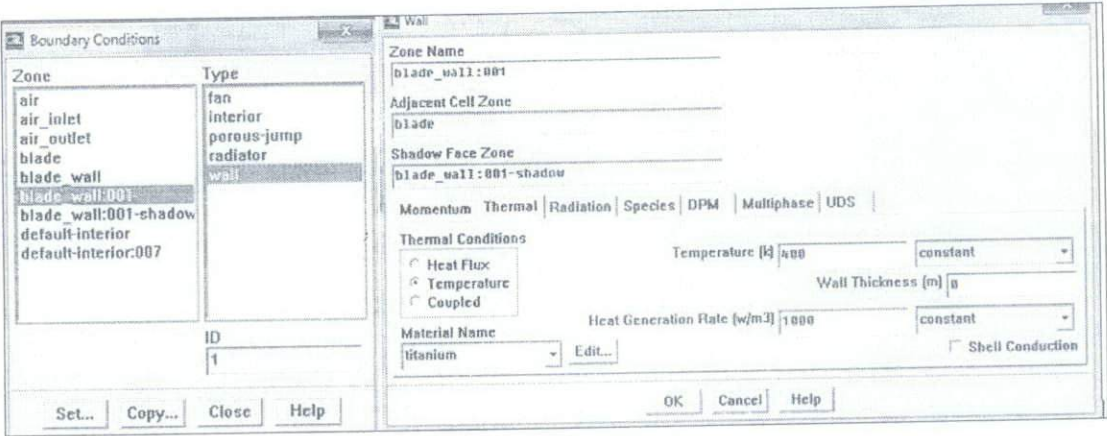 Boundary Conditions
Zone
Type
air
air_inlet
air_outlet
blade
blade_wall
blade_wall:001
blade_wall:001-shadow
default-interior
default-interior:007
fan
interior
porous-jump
radiator
wall
ID
1
Set...
Copy...
Close
Help
Wall
Zone Name
blade_wall:001
Adjacent Cell Zone
blade
Shadow Face Zone
blade_wall:001-shadow
Momentum Thermal Radiation Species DPM Multiphase UDS
Thermal Conditions
Heat Flux
Temperature
Coupled
Temperature (k) 400 constant
Wall Thickness (m) 0
Heat Generation Rate (w/m3) 1000 constant
Material Name
titanium
Edit...
Shell Conduction
OK
Cancel
Help